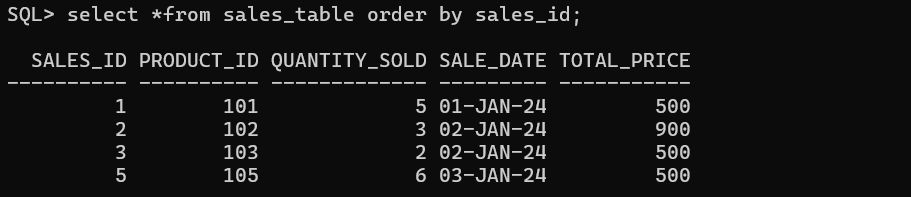 SQL> select *from sales_table order by sales_id;
SALES_ID PRODUCT_ID QUANTITY_SOLD SALE_DATE TOTAL_PRICE
---------- ---------- ------------- --------- -----------
1 101 5 01-JAN-24 500
2 102 3 02-JAN-24 900
3 103 2 02-JAN-24 500
5 105 6 03-JAN-24 500